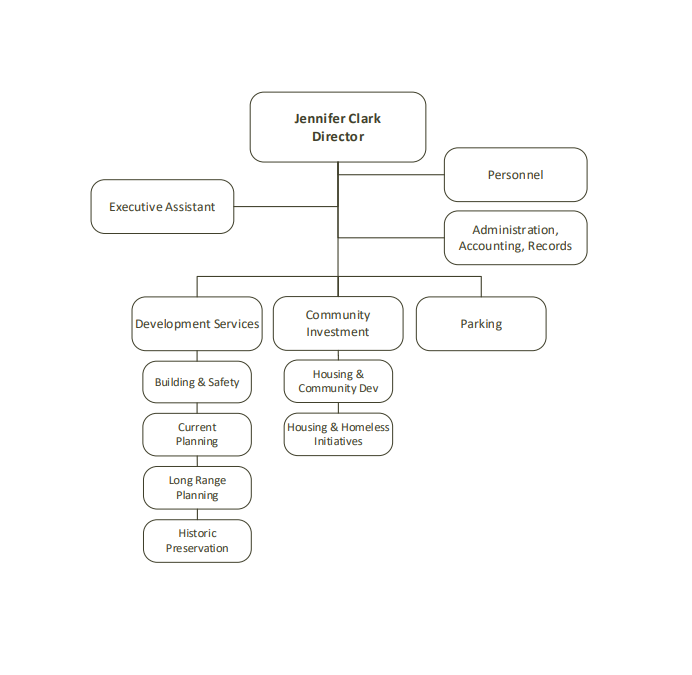 Jennifer Clark
Director
Personnel
Executive Assistant
Administration,
Accounting, Records
Development Services
Community
Investment
Parking
Building & Safety
Housing &
Community Dev
Current
Planning
Housing & Homeless
Initiatives
Long Range
Planning
Historic
Preservation